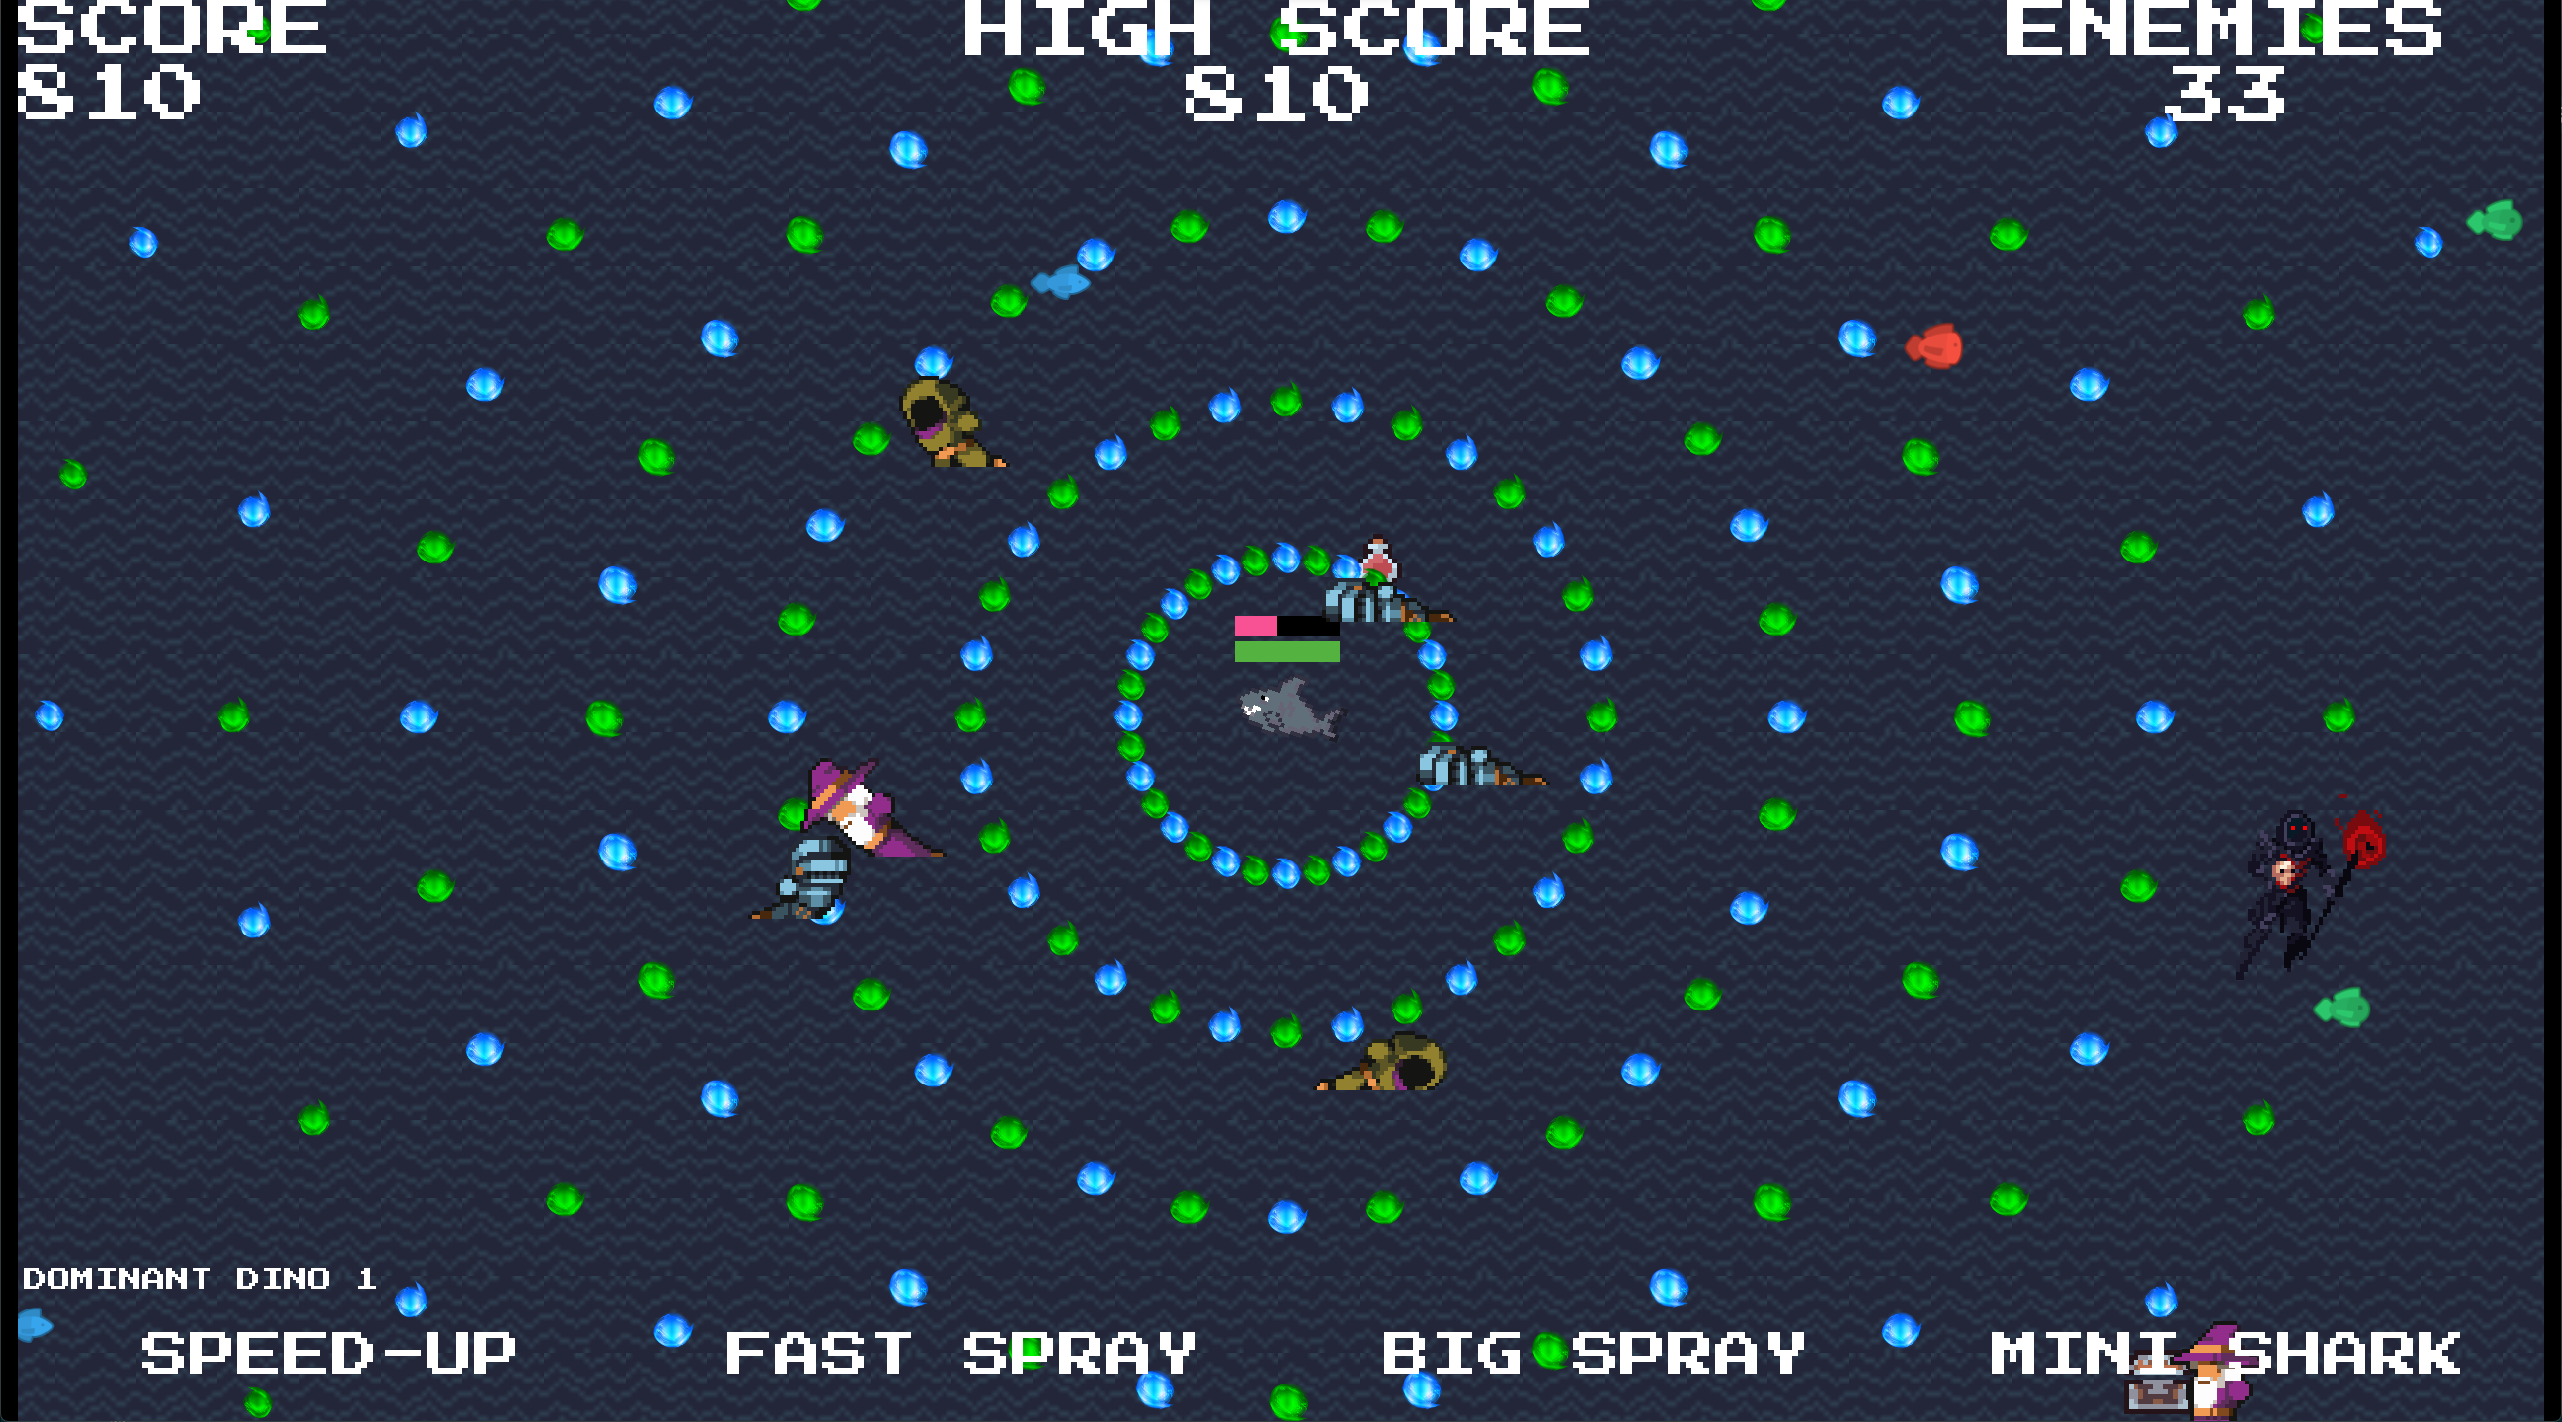 SCORE
810
HIGH SCORE
810
ENEMIES
33
DOMINANT DINO 1
SPEED-UP
FAST SPRAY
BIG SPRAY
MINI SHARK